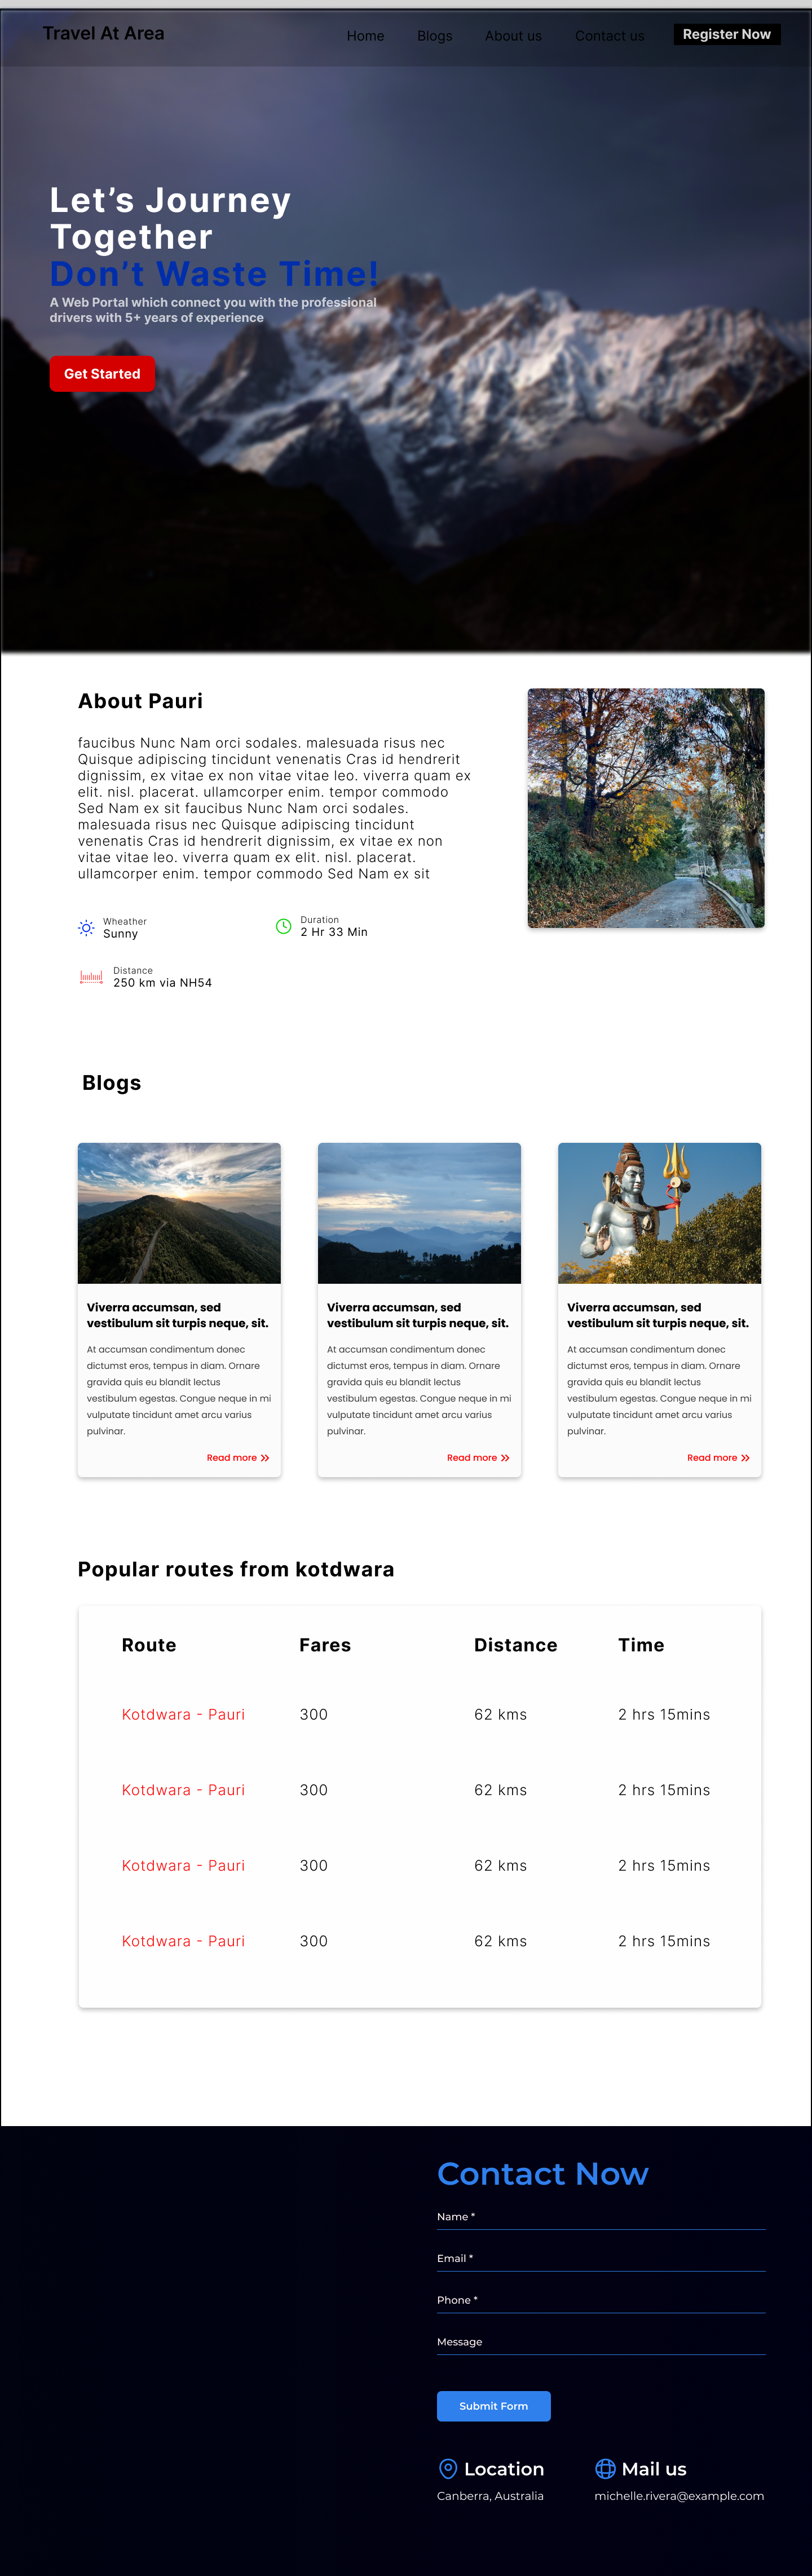 Travel At Area
Home
Blogs
About us
Contact us
Register Now
Let’s Journey
Together
Don’t Waste Time!
A Web Portal which connect you with the professional
drivers with 5+ years of experience
Get Started
About Pauri
faucibus Nunc Nam orci sodales. malesuada risus nec
Quisque adipiscing tincidunt venenatis Cras id hendrerit
dignissim, ex vitae ex non vitae vitae leo. viverra quam ex
elit. nisl. placerat. ullamcorper enim. tempor commodo
Sed Nam ex sit faucibus Nunc Nam orci sodales.
malesuada risus nec Quisque adipiscing tincidunt
venenatis Cras id hendrerit dignissim, ex vitae ex non
vitae vitae leo. viverra quam ex elit. nisl. placerat.
ullamcorper enim. tempor commodo Sed Nam ex sit
Wheather
Sunny
Duration
2 Hr 33 Min
Distance
250 km via NH54
Blogs
Viverra accumsan, sed
vestibulum sit turpis neque, sit.
At accumsan condimentum donec
dictumst eros, tempus in diam. Ornare
gravida quis eu blandit lectus
vestibulum egestas. Congue neque in mi
vulputate tincidunt amet arcu varius
pulvinar.
Read more
Viverra accumsan, sed
vestibulum sit turpis neque, sit.
At accumsan condimentum donec
dictumst eros, tempus in diam. Ornare
gravida quis eu blandit lectus
vestibulum egestas. Congue neque in mi
vulputate tincidunt amet arcu varius
pulvinar.
Read more
Viverra accumsan, sed
vestibulum sit turpis neque, sit.
At accumsan condimentum donec
dictumst eros, tempus in diam. Ornare
gravida quis eu blandit lectus
vestibulum egestas. Congue neque in mi
vulputate tincidunt amet arcu varius
pulvinar.
Read more
Popular routes from kotdwara
Route Fares Distance Time
Kotdwara - Pauri 300 62 kms 2 hrs 15mins
Kotdwara - Pauri 300 62 kms 2 hrs 15mins
Kotdwara - Pauri 300 62 kms 2 hrs 15mins
Kotdwara - Pauri 300 62 kms 2 hrs 15mins
Contact Now
Name *
Email *
Phone *
Message
Submit Form
Location
Canberra, Australia
Mail us
michelle.rivera@example.com